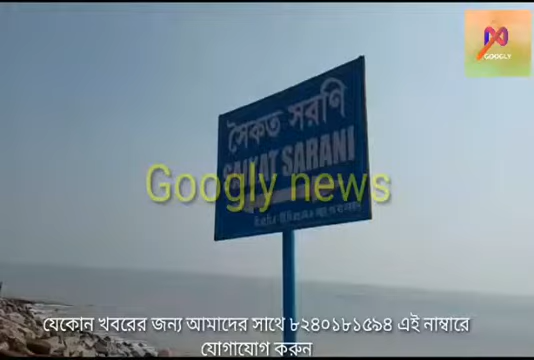 GOOGLY
সৈকত সরণি
SAIKAT SARANI
Googly news
যেকোন খবরের জন্য আমাদের সাথে ৮২৪০১৮১৫৯৪ এই নাম্বারে
যোগাযোগ করুন